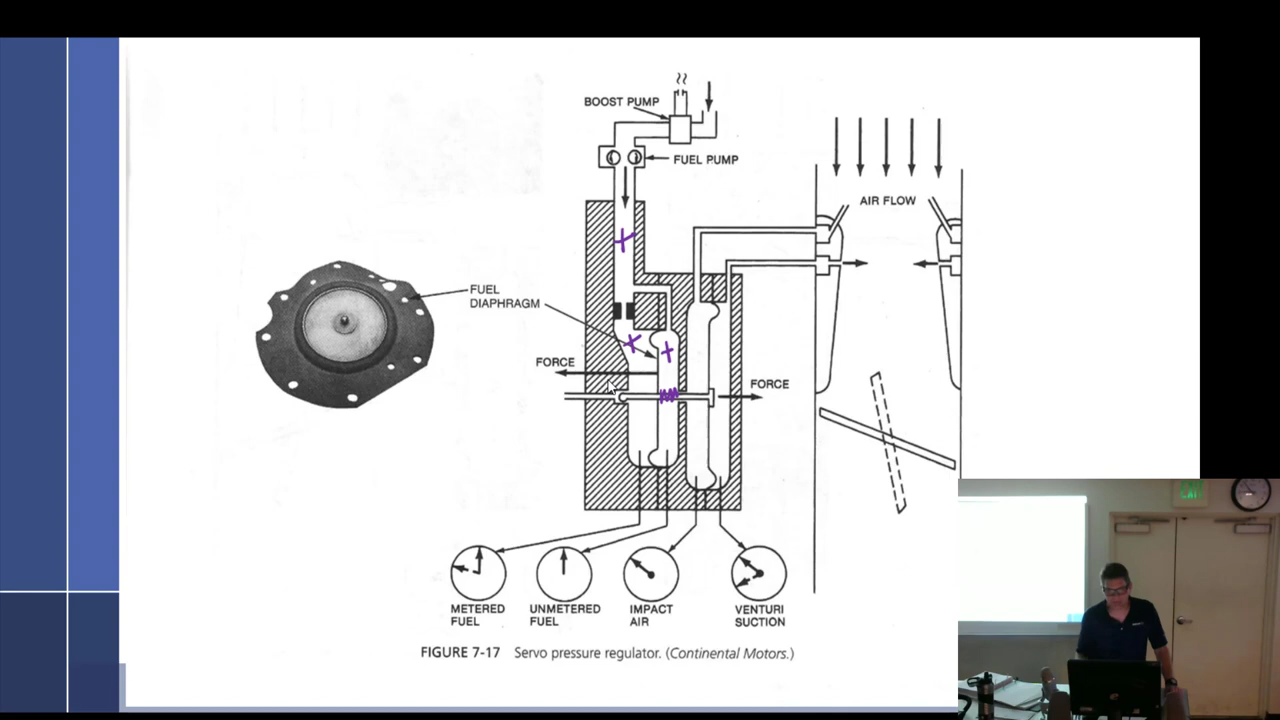 BOOST PUMP
FUEL PUMP
AIR FLOW
FUEL
DIAPHRAGM
FORCE
FORCE
METERED
FUEL
UNMETERED
FUEL
IMPACT
AIR
VENTURI
SUCTION
FIGURE 7-17 Servo pressure regulator. (Continental Motors.)
EXIT